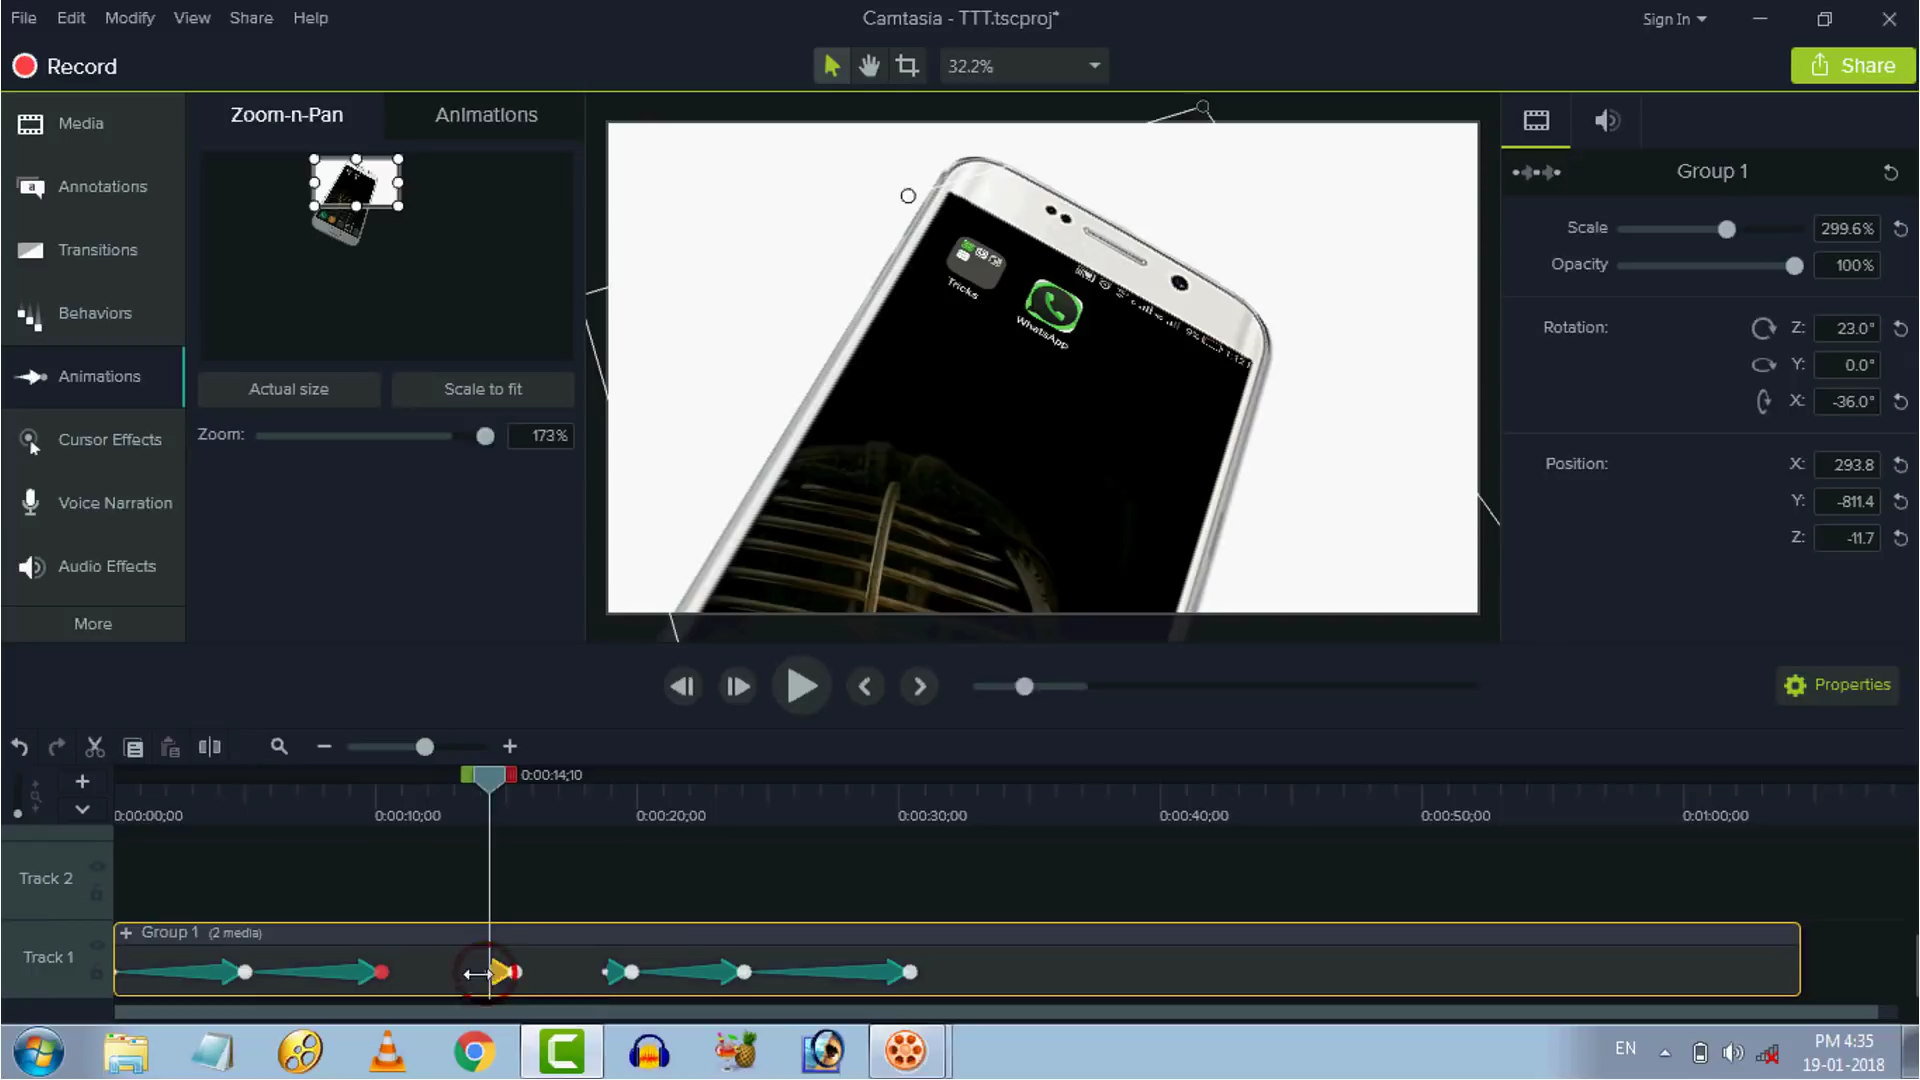 File Edit Modify View Share Help
Camtasia - TTT.tscproj*
Sign In
Record
32.2%
Share
Media
Annotations
Transitions
Behaviors
Animations
Cursor Effects
Voice Narration
Audio Effects
More
Zoom-n-Pan
Animations
Actual size
Scale to fit
Zoom:
173%
Tricks
WhatsApp
9%
Group 1
Scale
299.6%
Opacity
100%
Rotation:
Z: 23.0°
Y: 0.0°
X: -36.0°
Position:
X: 293.8
Y: -811.4
Z: -11.7
Properties
0:00:14;10
0:00:00;00
0:00:10;00
0:00:20;00
0:00:30;00
0:00:40;00
0:00:50;00
0:01:00;00
Track 2
Group 1 (2 media)
Track 1
EN
PM 4:35
19-01-2018